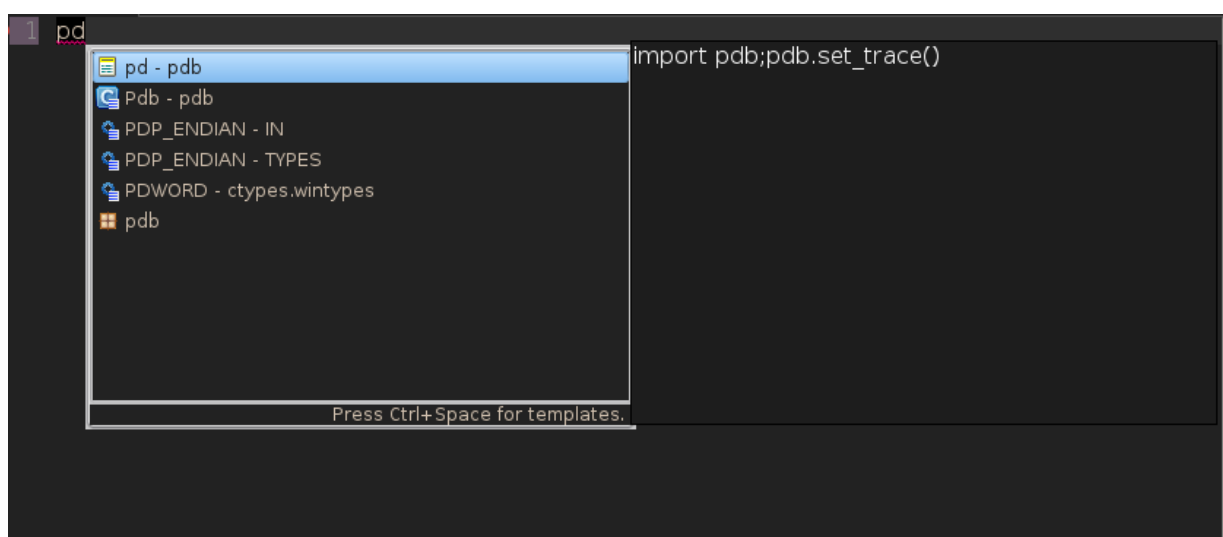 1 pd
pd - pdb
import pdb;pdb.set_trace()
Pdb - pdb
PDP_ENDIAN - IN
PDP_ENDIAN - TYPES
PDWORD - ctypes.wintypes
pdb
Press Ctrl+Space for templates.